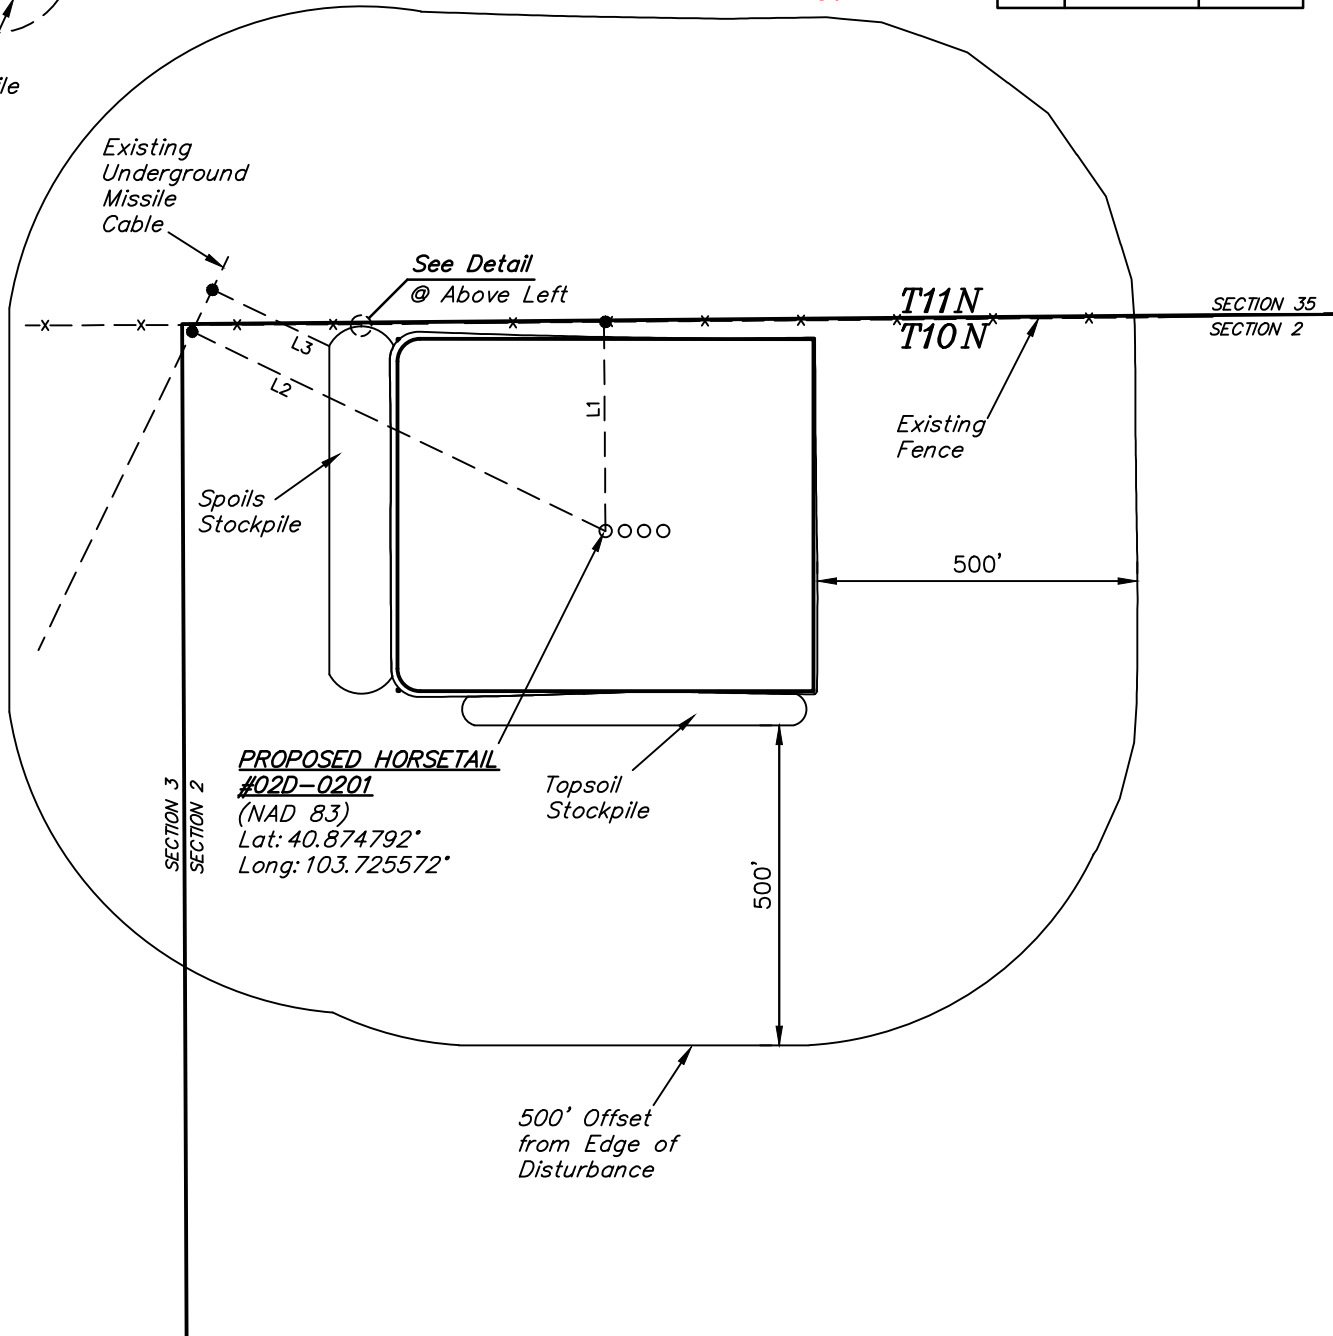 Existing
Underground
Missile
Cable
See Detail
@ Above Left
T11N
T10N
SECTION 35
SECTION 2
L3
L2
L1
Existing
Fence
Spoils
Stockpile
500'
PROPOSED HORSETAIL
#02D-0201
(NAD 83)
Lat: 40.874792°
Long: 103.725572°
Topsoil
Stockpile
SECTION 3
SECTION 2
500'
500' Offset
from Edge of
Disturbance